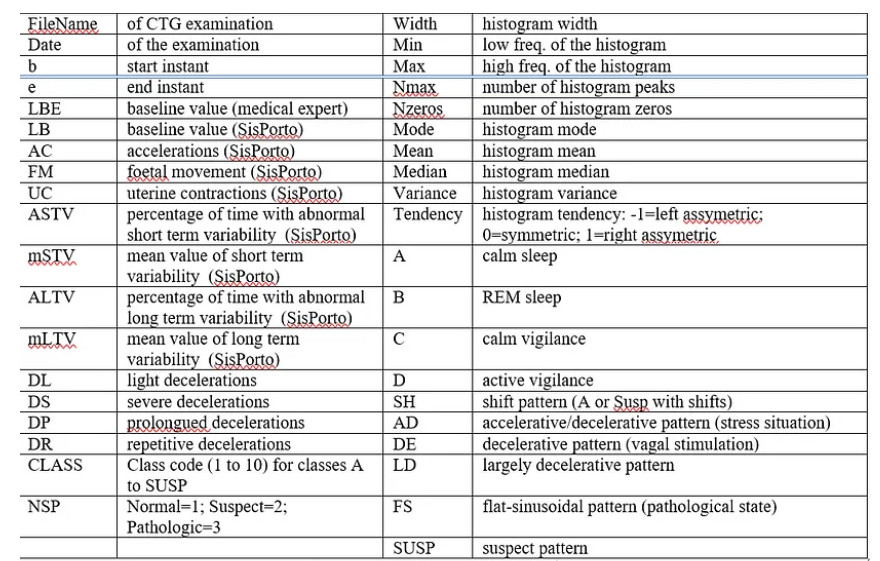 FileName of CTG examination Width histogram width
Date of the examination Min low freq. of the histogram
b start instant Max high freq. of the histogram
e end instant Nmax number of histogram peaks
LBE baseline value (medical expert) Nzeros number of histogram zeros
LB baseline value (SisPorto) Mode histogram mode
AC accelerations (SisPorto) Mean histogram mean
FM foetal movement (SisPorto) Median histogram median
UC uterine contractions (SisPorto) Variance histogram variance
ASTV percentage of time with abnormal Tendency histogram tendency: -1=left assymetric;
short term variability (SisPorto) 0=symmetric; 1=right assymetric
mSTV mean value of short term A calm sleep
variability (SisPorto)
ALTV percentage of time with abnormal B REM sleep
long term variability (SisPorto)
mLTV mean value of long term C calm vigilance
variability (SisPorto)
DL light decelerations D active vigilance
DS severe decelerations SH shift pattern (A or Susp with shifts)
DP prolongued decelerations AD accelerative/decelerative pattern (stress situation)
DR repetitive decelerations DE decelerative pattern (vagal stimulation)
CLASS Class code (1 to 10) for classes A LD largely decelerative pattern
to SUSP
NSP Normal=1; Suspect=2; FS flat-sinusoidal pattern (pathological state)
Pathologic=3
SUSP suspect pattern